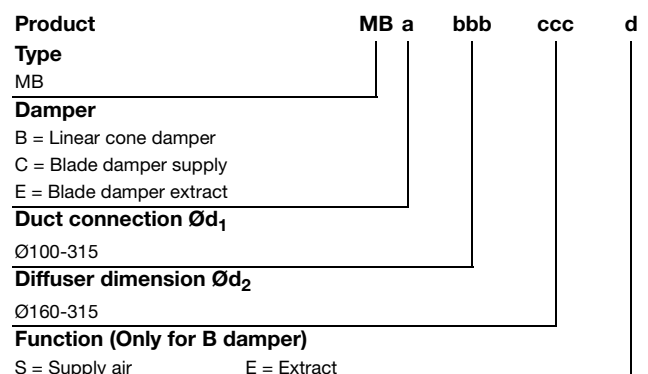 Product MB a bbb ccc d
Type
MB
Damper
B = Linear cone damper
C = Blade damper supply
E = Blade damper extract
Duct connection Ød1
Ø100-315
Diffuser dimension Ød2
Ø160-315
Function (Only for B damper)
S = Supply air E = Extract